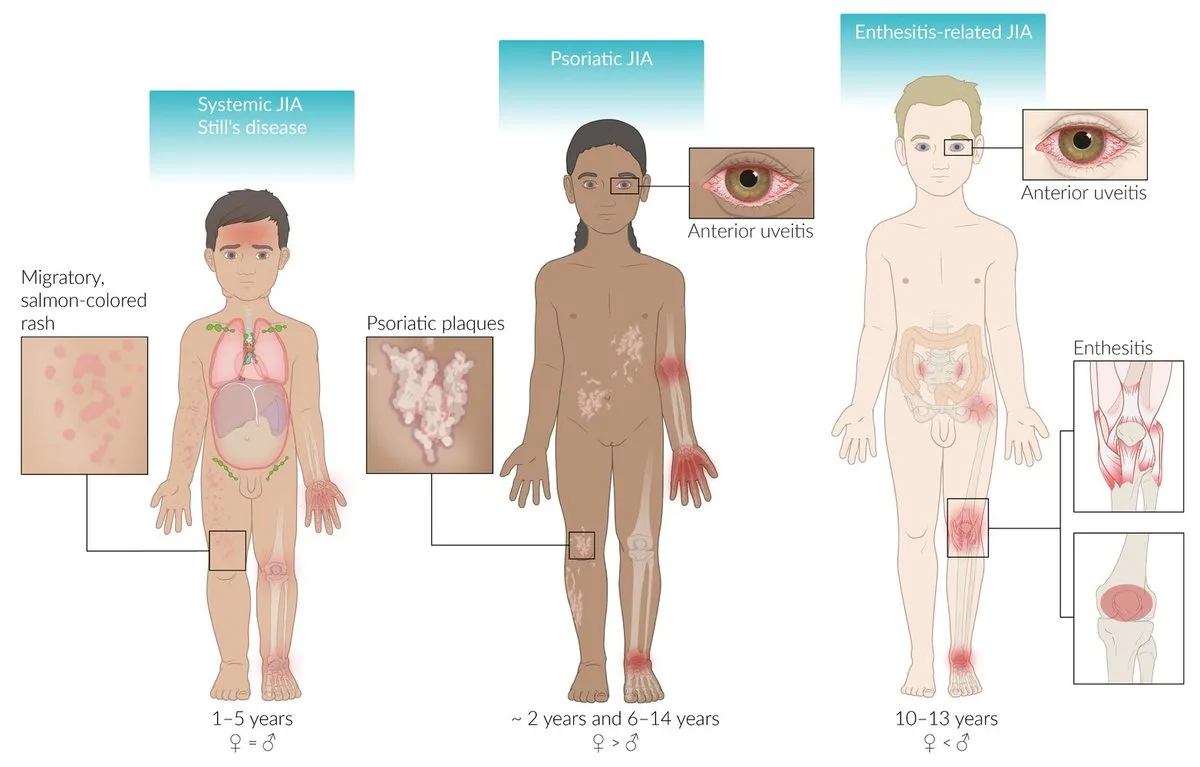 Systemic JIA
Still's disease
Migratory,
salmon-colored
rash
1–5 years
♀ = ♂
Psoriatic JIA
Anterior uveitis
Psoriatic plaques
~ 2 years and 6–14 years
♀ > ♂
Enthesitis-related JIA
Anterior uveitis
Enthesitis
10–13 years
♀ < ♂